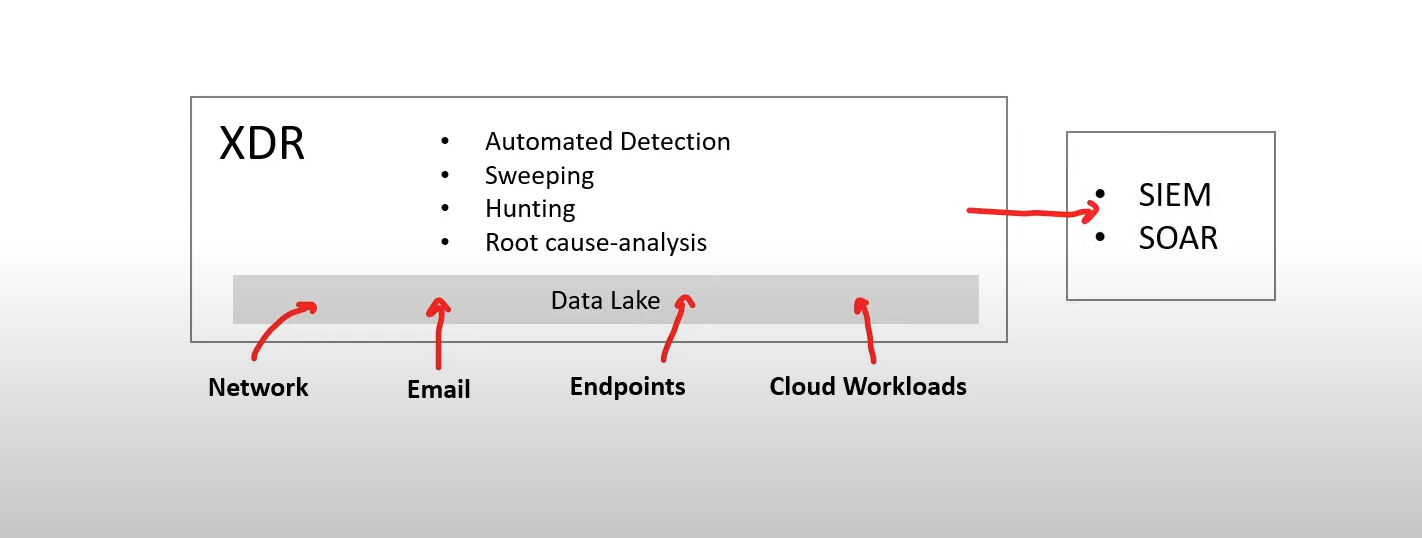 XDR
• Automated Detection
• Sweeping
• Hunting
• Root cause-analysis
Data Lake
Network
Email
Endpoints
Cloud Workloads
• SIEM
• SOAR